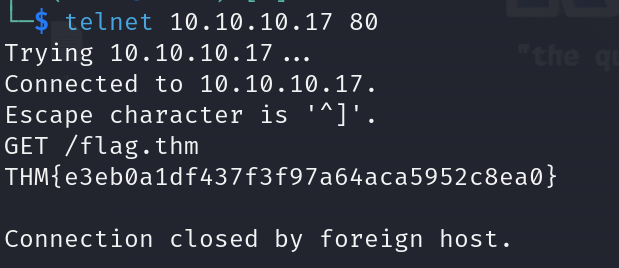 └─$ telnet 10.10.10.17 80
Trying 10.10.10.17...
Connected to 10.10.10.17.
Escape character is '^]'.
GET /flag.thm
THM{e3eb0a1df437f3f97a64aca5952c8ea0}
Connection closed by foreign host.
"the qu